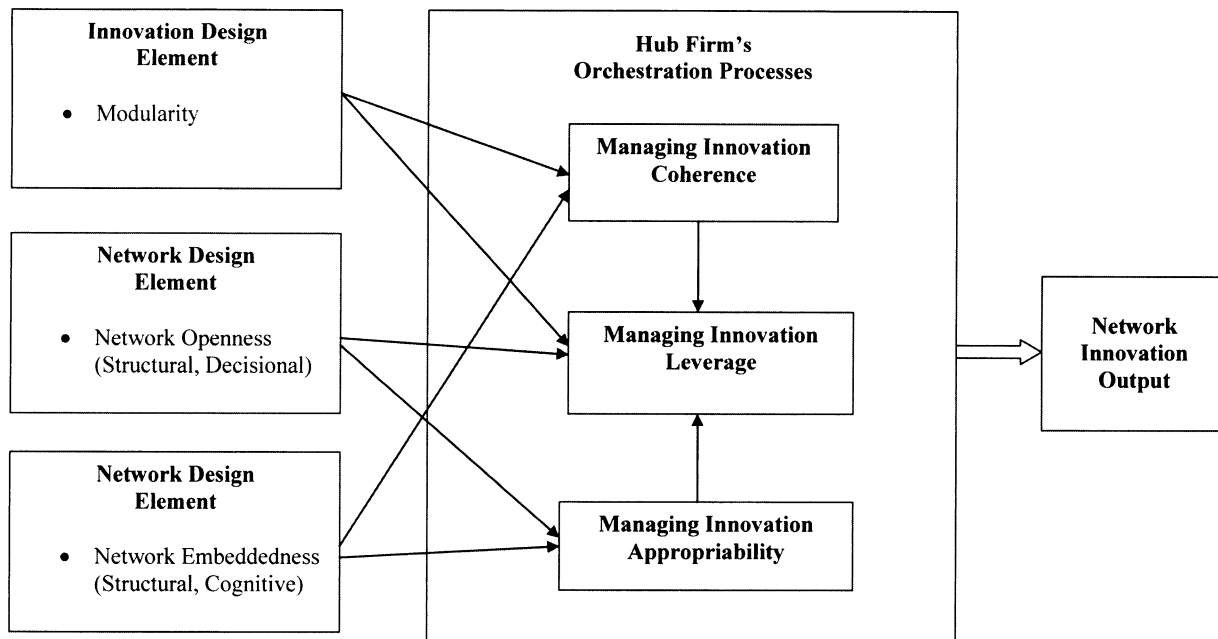 Innovation Design
Element
• Modularity
Network Design
Element
• Network Openness
(Structural, Decisional)
Network Design
Element
• Network Embeddedness
(Structural, Cognitive)
Hub Firm's
Orchestration Processes
Managing Innovation
Coherence
Managing Innovation
Leverage
Managing Innovation
Appropriability
Network
Innovation
Output